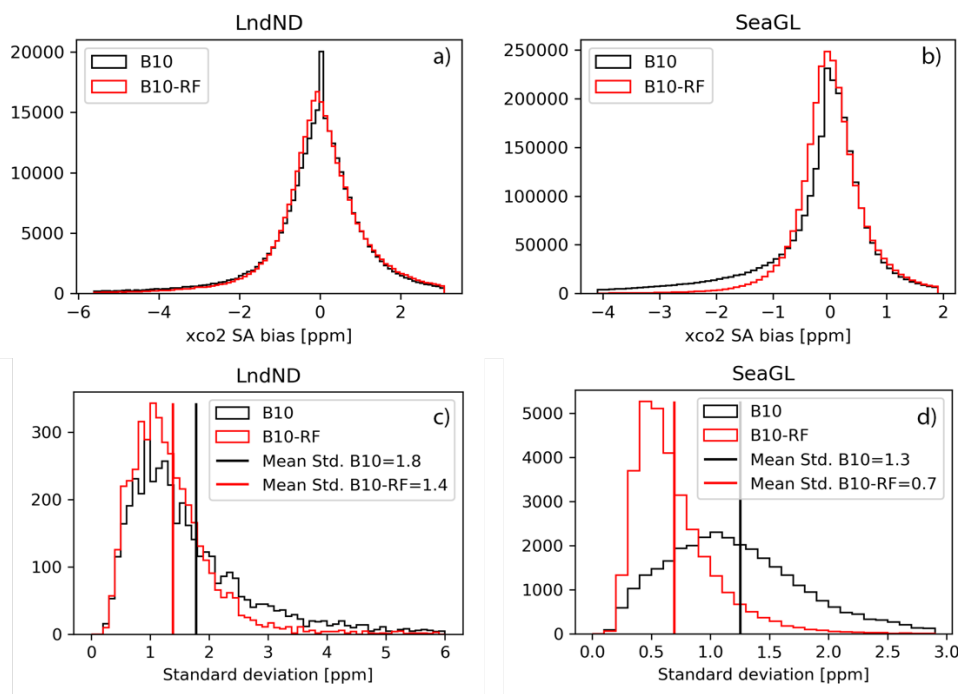 LndND
a)
B10
B10-RF
20000
15000
10000
5000
0
−6 −4 −2 0 2
xco2 SA bias [ppm]
SeaGL
b)
B10
B10-RF
250000
200000
150000
100000
50000
0
−4 −3 −2 −1 0 1 2
xco2 SA bias [ppm]
LndND
c)
B10
B10-RF
Mean Std. B10=1.8
Mean Std. B10-RF=1.4
300
200
100
0
0 1 2 3 4 5 6
Standard deviation [ppm]
SeaGL
d)
B10
B10-RF
Mean Std. B10=1.3
Mean Std. B10-RF=0.7
5000
4000
3000
2000
1000
0
0.0 0.5 1.0 1.5 2.0 2.5 3.0
Standard deviation [ppm]